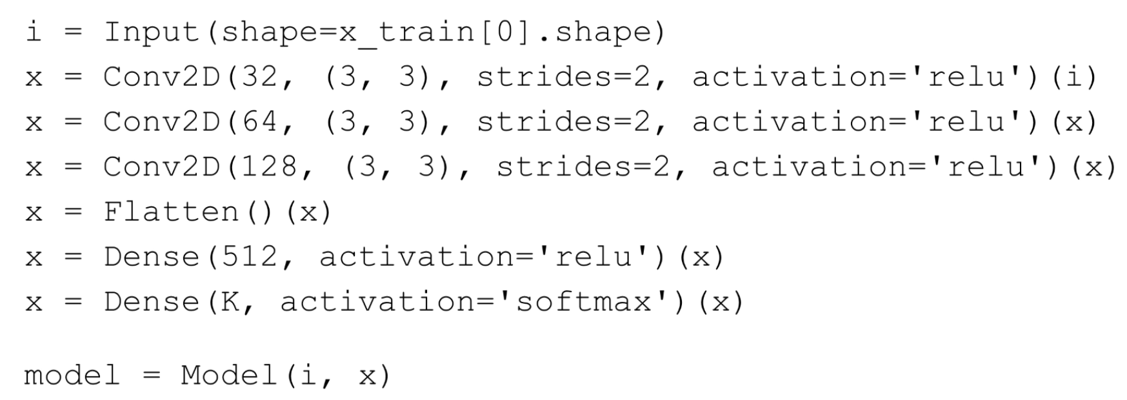 i = Input(shape=x_train[0].shape)
x = Conv2D(32, (3, 3), strides=2, activation='relu')(i)
x = Conv2D(64, (3, 3), strides=2, activation='relu')(x)
x = Conv2D(128, (3, 3), strides=2, activation='relu')(x)
x = Flatten()(x)
x = Dense(512, activation='relu')(x)
x = Dense(K, activation='softmax')(x)
model = Model(i, x)